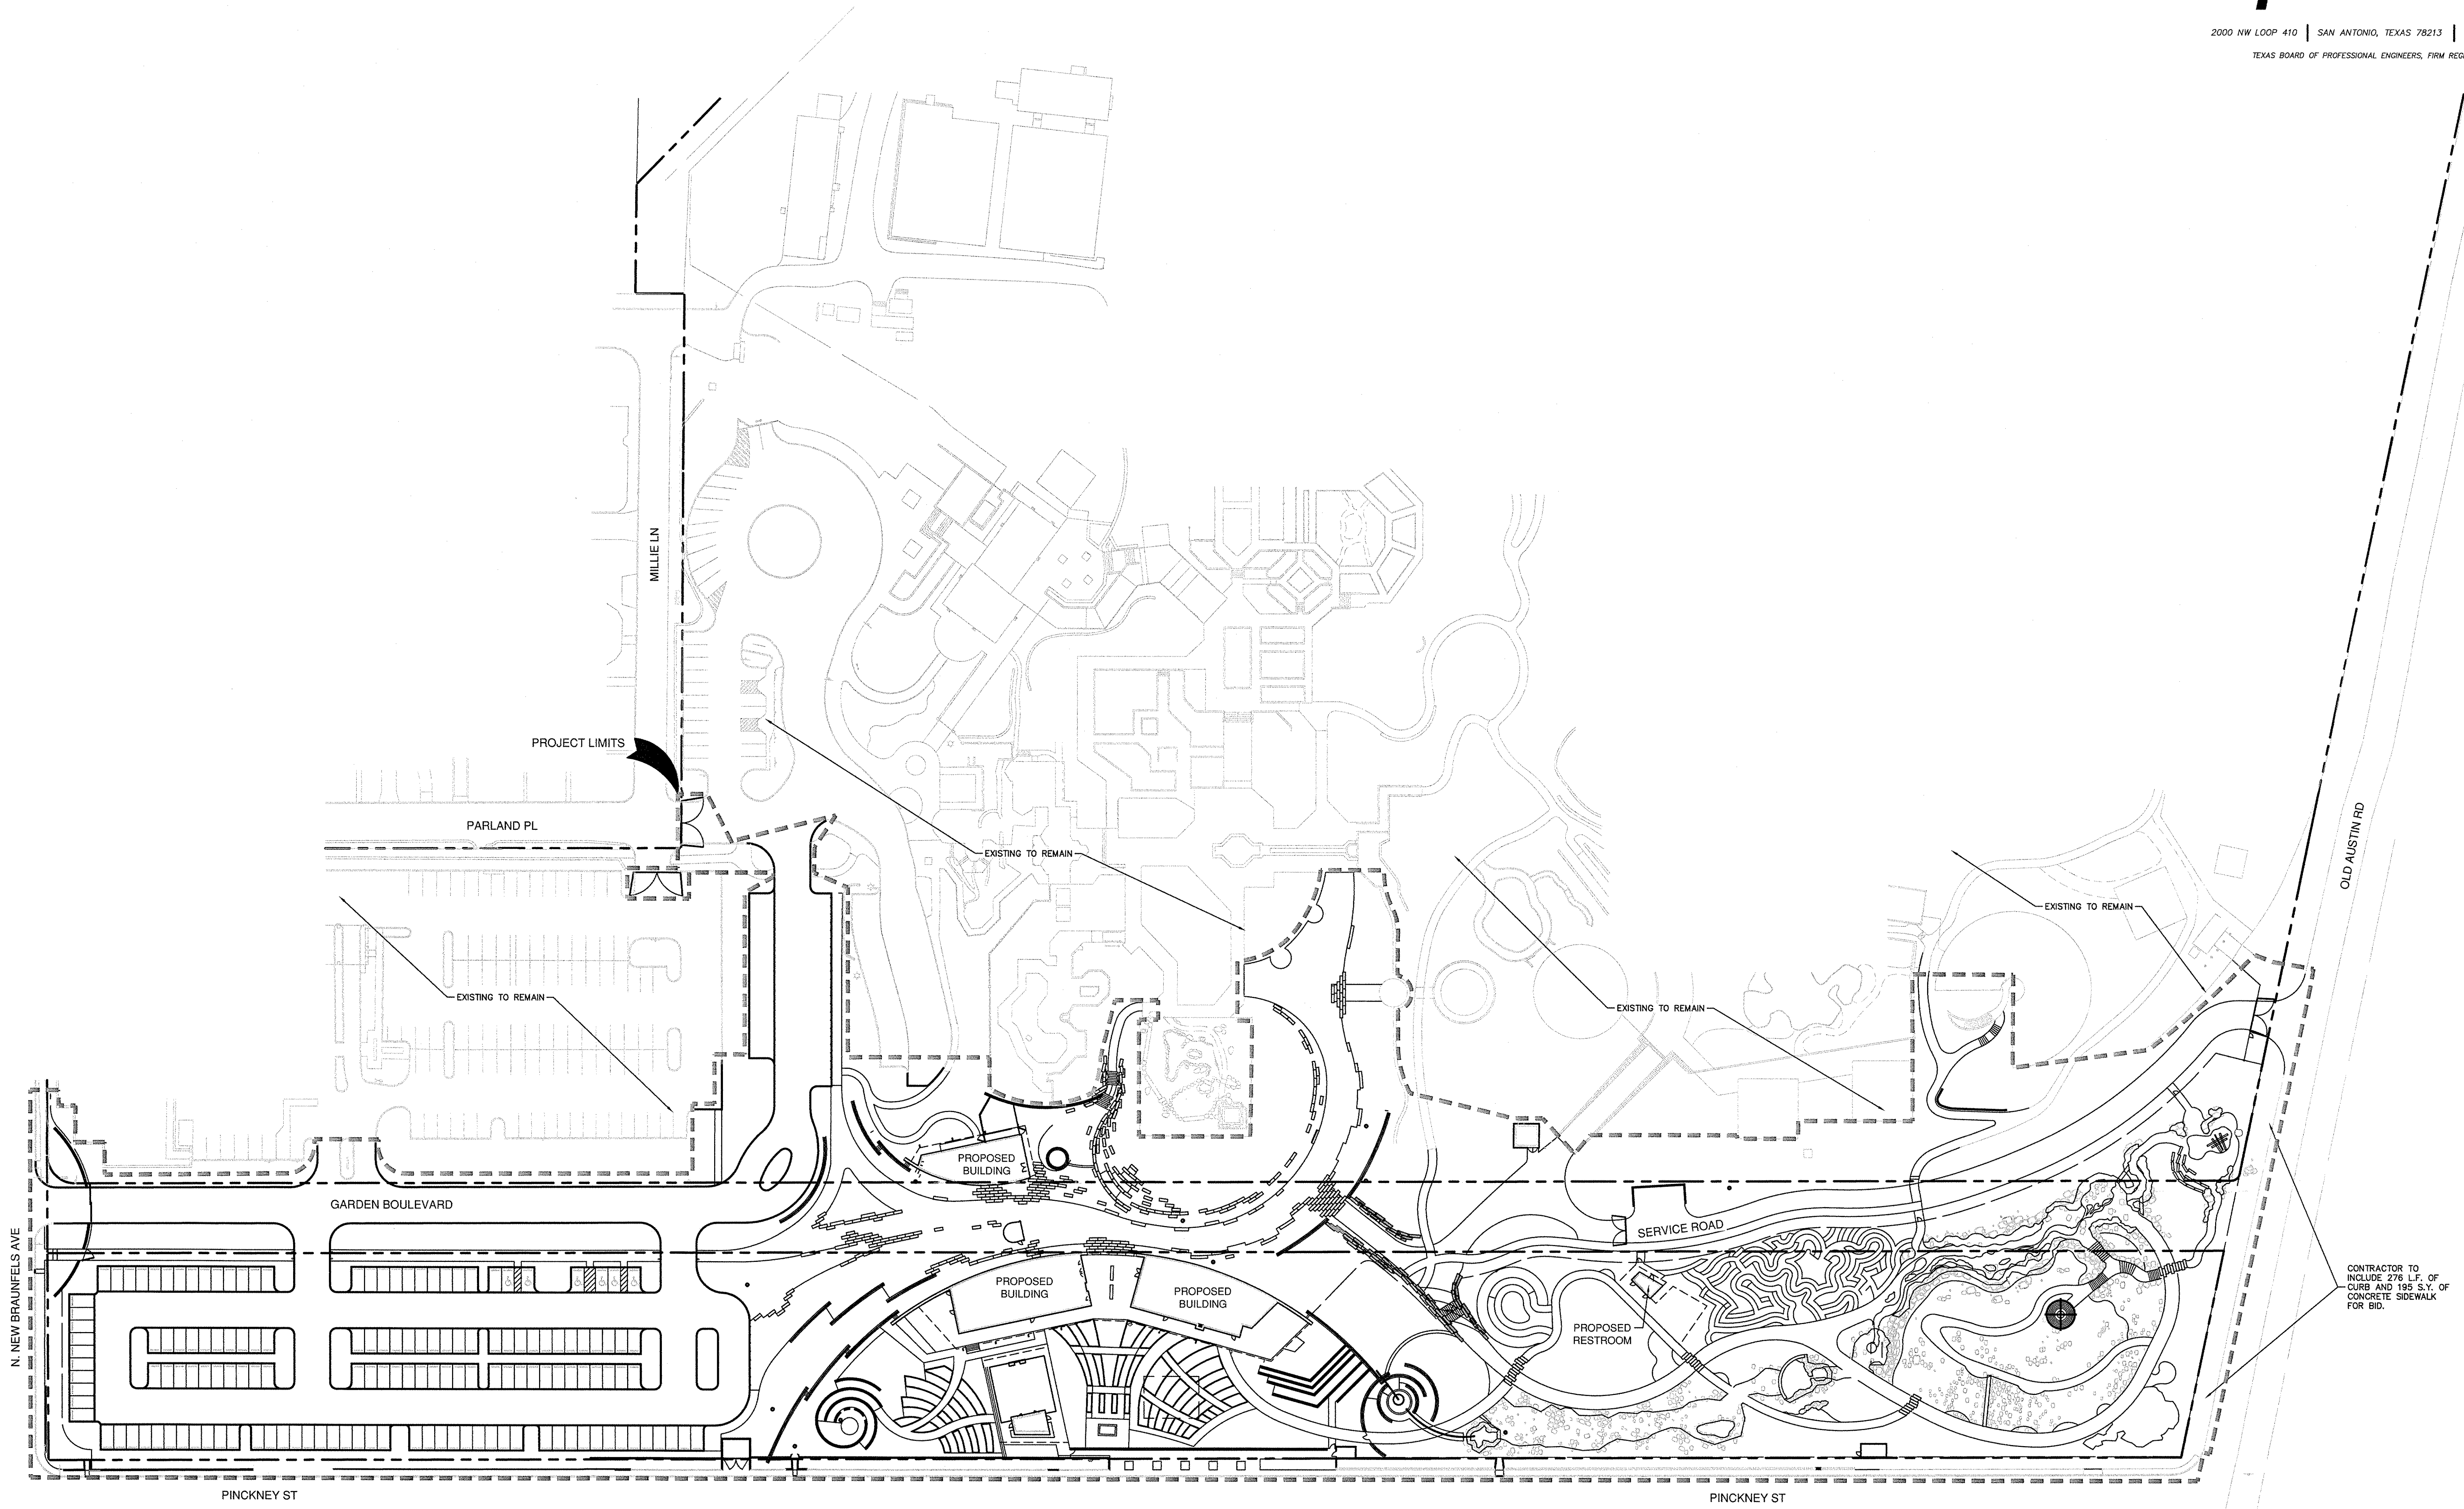 2000 NW LOOP 410 | SAN ANTONIO, TEXAS 78213 |
TEXAS BOARD OF PROFESSIONAL ENGINEERS, FIRM REG
MILLIE LN
PROJECT LIMITS
PARLAND PL
EXISTING TO REMAIN
OLD AUSTIN RD
EXISTING TO REMAIN
EXISTING TO REMAIN
EXISTING TO REMAIN
PROPOSED
BUILDING
GARDEN BOULEVARD
SERVICE ROAD
N. NEW BRAUNFELS AVE
PROPOSED
BUILDING
PROPOSED
BUILDING
PROPOSED
RESTROOM
CONTRACTOR TO
INCLUDE 276 L.F. OF
CURB AND 195 S.Y. OF
CONCRETE SIDEWALK
FOR BID.
PINCKNEY ST
PINCKNEY ST